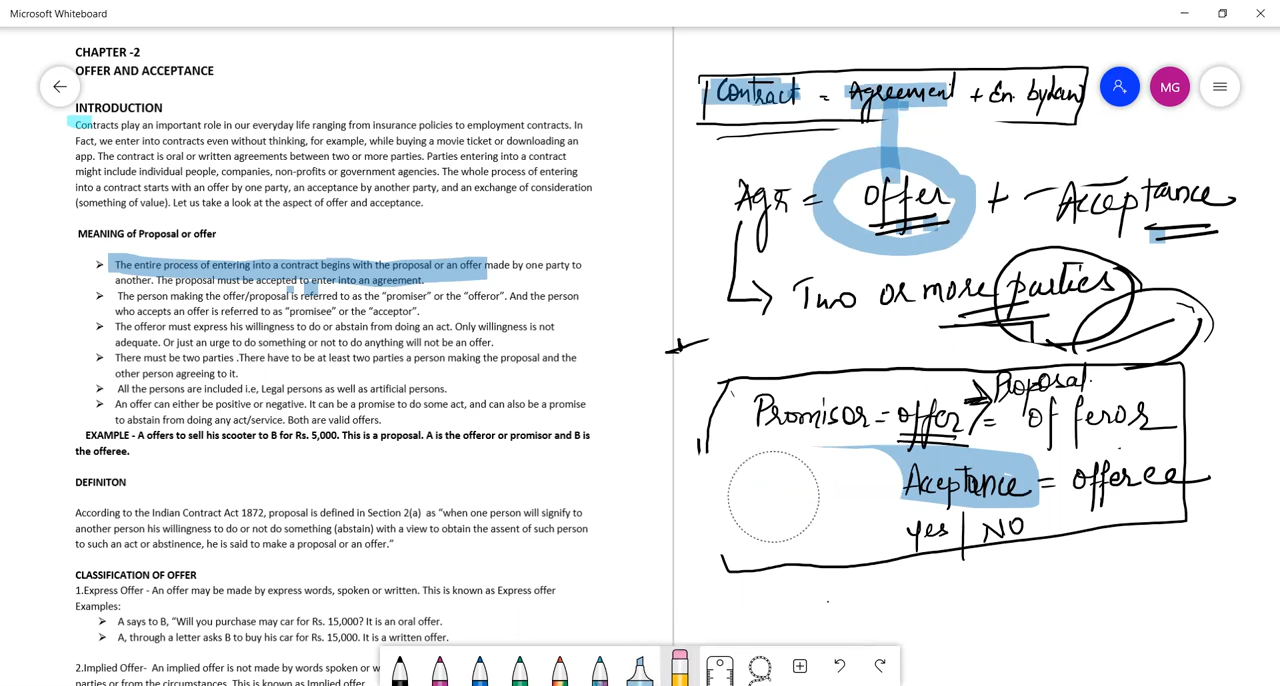 Microsoft Whiteboard
CHAPTER -2
OFFER AND ACCEPTANCE
INTRODUCTION
Contracts play an important role in our everyday life ranging from insurance policies to employment contracts. In
Fact, we enter into contracts even without thinking, for example, while buying a movie ticket or downloading an
app. The contract is oral or written agreements between two or more parties. Parties entering into a contract
might include individual people, companies, non-profits or government agencies. The whole process of entering
into a contract starts with an offer by one party, an acceptance by another party, and an exchange of consideration
(something of value). Let us take a look at the aspect of offer and acceptance.
MEANING of Proposal or offer
➢ The entire process of entering into a contract begins with the proposal or an offer made by one party to
another. The proposal must be accepted to enter into an agreement.
➢ The person making the offer/proposal is referred to as the “promiser” or the “offeror”. And the person
who accepts an offer is referred to as “promisee” or the “acceptor”.
➢ The offeror must express his willingness to do or abstain from doing an act. Only willingness is not
adequate. Or just an urge to do something or not to do anything will not be an offer.
➢ There must be two parties .There have to be at least two parties a person making the proposal and the
other person agreeing to it.
➢ All the persons are included i.e, Legal persons as well as artificial persons.
➢ An offer can either be positive or negative. It can be a promise to do some act, and can also be a promise
to abstain from doing any act/service. Both are valid offers.
EXAMPLE - A offers to sell his scooter to B for Rs. 5,000. This is a proposal. A is the offeror or promisor and B is
the offeree.
DEFINITON
According to the Indian Contract Act 1872, proposal is defined in Section 2(a) as “when one person will signify to
another person his willingness to do or not do something (abstain) with a view to obtain the assent of such person
to such an act or abstinence, he is said to make a proposal or an offer.”
CLASSIFICATION OF OFFER
1.Express Offer - An offer may be made by express words, spoken or written. This is known as Express offer
Examples:
➢ A says to B, “Will you purchase may car for Rs. 15,000? It is an oral offer.
➢ A, through a letter asks B to buy his car for Rs. 15,000. It is a written offer.
2.Implied Offer- An implied offer is not made by words spoken or w
parties or from the circumstances. This is known as Implied offer.
Contract = Agreement + En. by law
MG
Agr = offer + Acceptance
Two or more parties
Proposal
Promisor = offer = Offeror
Acceptance = offeree
yes | NO